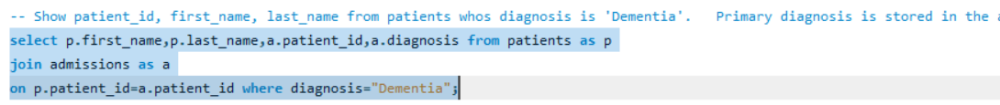 -- Show patient_id, first_name, last_name from patients whos diagnosis is 'Dementia'.   Primary diagnosis is stored in the
select p.first_name,p.last_name,a.patient_id,a.diagnosis from patients as p
join admissions as a
on p.patient_id=a.patient_id where diagnosis="Dementia";